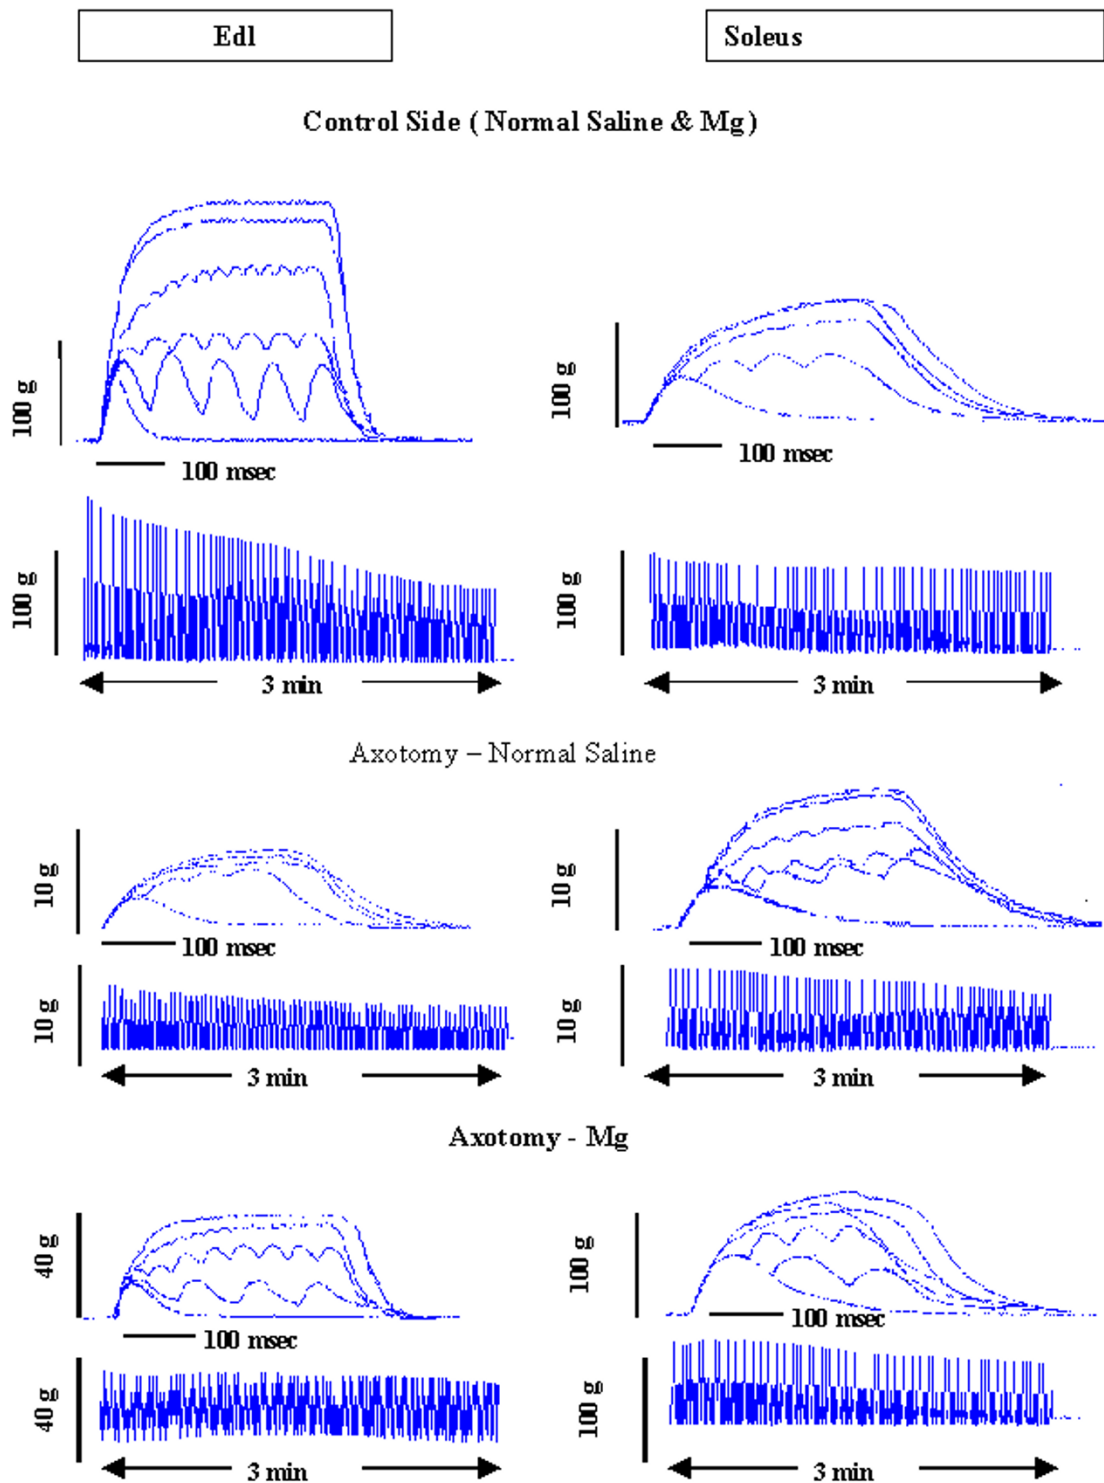 Edl
Soleus
Control Side ( Normal Saline & Mg)
100 g
100 msec
100 g
100 msec
100 g
3 min
100 g
3 min
Axotomy – Normal Saline
10 g
100 msec
10 g
100 msec
10 g
3 min
10 g
3 min
Axotomy - Mg
40 g
100 msec
100 g
100 msec
40 g
3 min
100 g
3 min